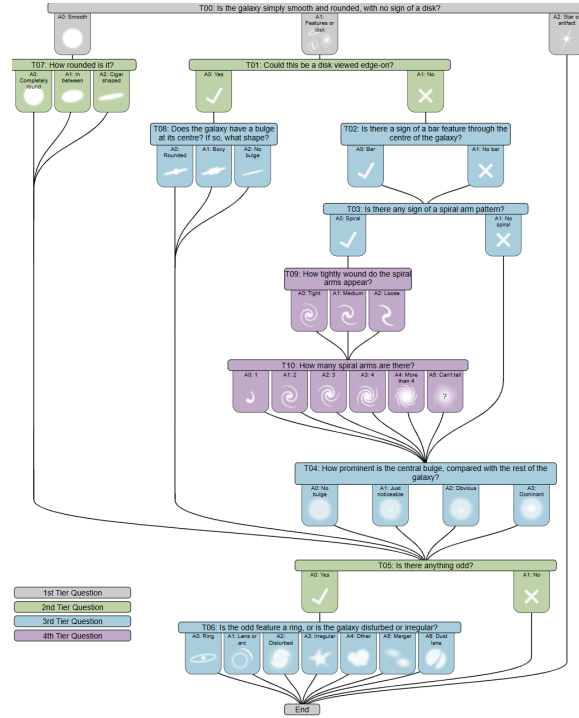 T00: Is the galaxy simply smooth and rounded, with no sign of a disk?
A0: Smooth
A1:
Features or
disk
A2: Star or
artifact
T07: How rounded is it?
A0:
Completely
round
A1: In
between
A2: Cigar
shaped
T01: Could this be a disk viewed edge-on?
A0: Yes
A1: No
T08: Does the galaxy have a bulge
at its centre? If so, what shape?
A0:
Rounded
A1: Boxy
A2: No
bulge
T02: Is there a sign of a bar feature through the
centre of the galaxy?
A0: Bar
A1: No bar
T03: Is there any sign of a spiral arm pattern?
A0: Spiral
A1: No
spiral
T09: How tightly wound do the spiral
arms appear?
A0: Tight
A1: Medium
A2: Loose
T10: How many spiral arms are there?
A0: 1
A1: 2
A2: 3
A3: 4
A4: More
than 4
A5: Can't tell
?
T04: How prominent is the central bulge, compared with the rest of the
galaxy?
A0: No
bulge
A1: Just
noticeable
A2: Obvious
A3:
Dominant
T05: Is there anything odd?
A0: Yes
A1: No
T06: Is the odd feature a ring, or is the galaxy disturbed or irregular?
A0: Ring
A1: Lens or
arc
A2:
Disturbed
A3: Irregular
A4: Other
A5: Merger
A6: Dust
lane
End
1st Tier Question
2nd Tier Question
3rd Tier Question
4th Tier Question